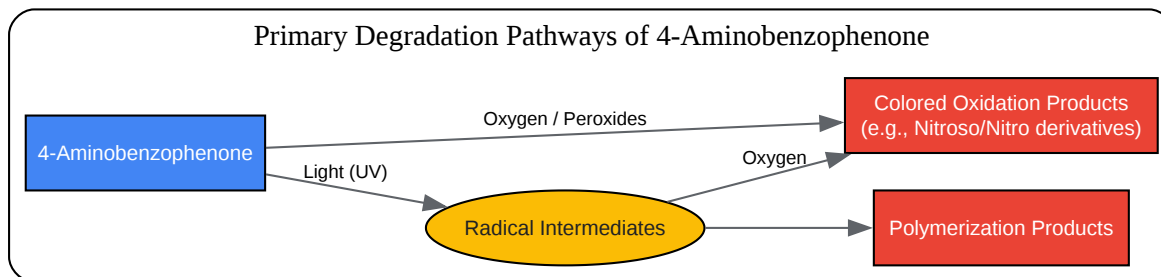 Primary Degradation Pathways of 4-Aminobenzophenone
4-Aminobenzophenone
Oxygen / Peroxides
Light (UV)
Radical Intermediates
Oxygen
Colored Oxidation Products
(e.g., Nitroso/Nitro derivatives)
Polymerization Products